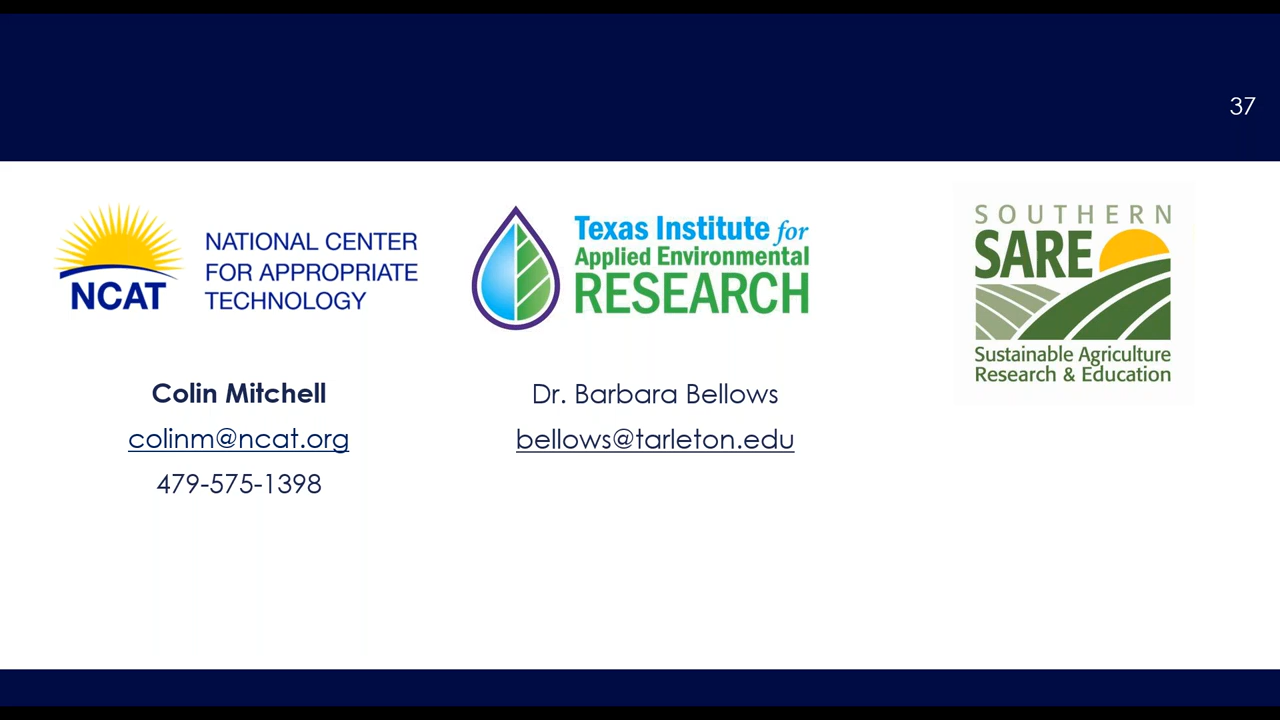 37
NCAT
NATIONAL CENTER
FOR APPROPRIATE
TECHNOLOGY
Texas Institute for
Applied Environmental
RESEARCH
SOUTHERN
SARE
Sustainable Agriculture
Research & Education
Colin Mitchell
colinm@ncat.org
479-575-1398
Dr. Barbara Bellows
bellows@tarleton.edu